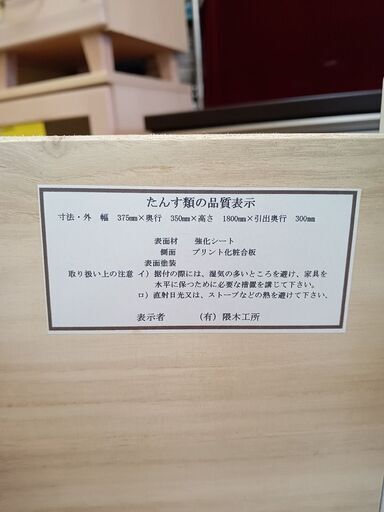 たんす類の品質表示
寸法・外 幅 375mm×奥行 350mm×高さ 1800mm×引出奥行 300mm
表面材 強化シート
側面 プリント化粧合板
表面塗装
取り扱い上の注意 イ）据付の際には、湿気の多いところを避け、家具を
水平に保つために必要な措置を講じて下さい。
ロ）直射日光又は、ストーブなどの熱を避けて下さい。
表示者 （有）隈木工所